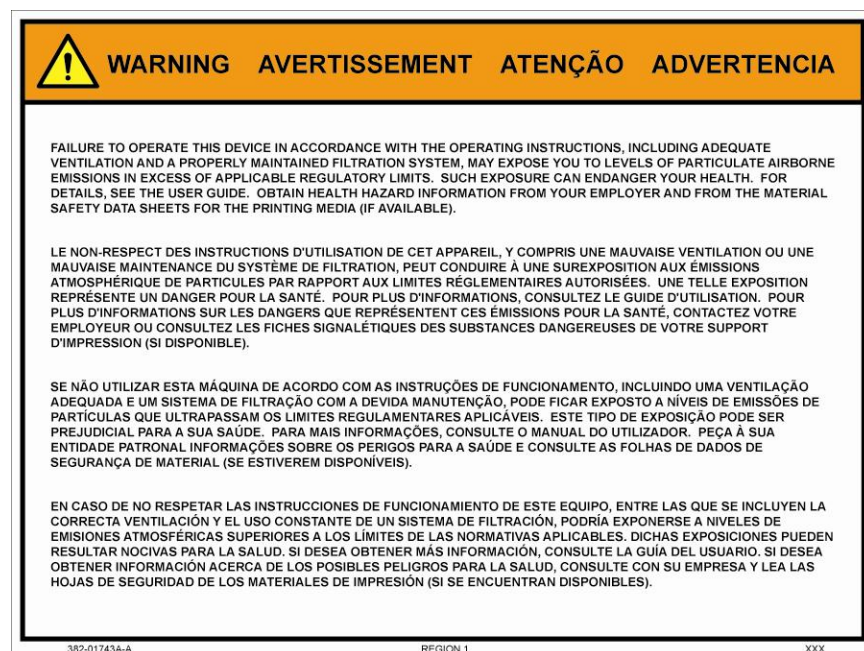 WARNING AVERTISSEMENT ATENÇÃO ADVERTENCIA
FAILURE TO OPERATE THIS DEVICE IN ACCORDANCE WITH THE OPERATING INSTRUCTIONS, INCLUDING ADEQUATE
VENTILATION AND A PROPERLY MAINTAINED FILTRATION SYSTEM, MAY EXPOSE YOU TO LEVELS OF PARTICULATE AIRBORNE
EMISSIONS IN EXCESS OF APPLICABLE REGULATORY LIMITS. SUCH EXPOSURE CAN ENDANGER YOUR HEALTH. FOR
DETAILS, SEE THE USER GUIDE. OBTAIN HEALTH HAZARD INFORMATION FROM YOUR EMPLOYER AND FROM THE MATERIAL
SAFETY DATA SHEETS FOR THE PRINTING MEDIA (IF AVAILABLE).
LE NON-RESPECT DES INSTRUCTIONS D'UTILISATION DE CET APPAREIL, Y COMPRIS UNE MAUVAISE VENTILATION OU UNE
MAUVAISE MAINTENANCE DU SYSTÈME DE FILTRATION, PEUT CONDUIRE À UNE SUREXPOSITION AUX ÉMISSIONS
ATMOSPHÉRIQUE DE PARTICULES PAR RAPPORT AUX LIMITES RÉGLEMENTAIRES AUTORISÉES. UNE TELLE EXPOSITION
REPRÉSENTE UN DANGER POUR LA SANTÉ. POUR PLUS D'INFORMATIONS, CONSULTEZ LE GUIDE D'UTILISATION. POUR
PLUS D'INFORMATIONS SUR LES DANGERS QUE REPRÉSENTENT CES ÉMISSIONS POUR LA SANTÉ, CONTACTEZ VOTRE
EMPLOYEUR OU CONSULTEZ LES FICHES SIGNALÉTIQUES DES SUBSTANCES DANGEREUSES DE VOTRE SUPPORT
D'IMPRESSION (SI DISPONIBLE).
SE NÃO UTILIZAR ESTA MÁQUINA DE ACORDO COM AS INSTRUÇÕES DE FUNCIONAMENTO, INCLUINDO UMA VENTILAÇÃO
ADEQUADA E UM SISTEMA DE FILTRAÇÃO COM A DEVIDA MANUTENÇÃO, PODE FICAR EXPOSTO A NÍVEIS DE EMISSÕES DE
PARTÍCULAS QUE ULTRAPASSAM OS LIMITES REGULAMENTARES APLICÁVEIS. ESTE TIPO DE EXPOSIÇÃO PODE SER
PREJUDICIAL PARA A SUA SAÚDE. PARA MAIS INFORMAÇÕES, CONSULTE O MANUAL DO UTILIZADOR. PEÇA À SUA
ENTIDADE PATRONAL INFORMAÇÕES SOBRE OS PERIGOS PARA A SAÚDE E CONSULTE AS FOLHAS DE DADOS DE
SEGURANÇA DE MATERIAL (SE ESTIVEREM DISPONÍVEIS).
EN CASO DE NO RESPETAR LAS INSTRUCCIONES DE FUNCIONAMIENTO DE ESTE EQUIPO, ENTRE LAS QUE SE INCLUYEN LA
CORRECTA VENTILACIÓN Y EL USO CONSTANTE DE UN SISTEMA DE FILTRACIÓN, PODRÍA EXPONERSE A NIVELES DE
EMISIONES ATMOSFÉRICAS SUPERIORES A LOS LÍMITES DE LAS NORMATIVAS APLICABLES. DICHAS EXPOSICIONES PUEDEN
RESULTAR NOCIVAS PARA LA SALUD. SI DESEA OBTENER MÁS INFORMACIÓN, CONSULTE LA GUÍA DEL USUARIO. SI DESEA
OBTENER INFORMACIÓN ACERCA DE LOS POSIBLES PELIGROS PARA LA SALUD, CONSULTE CON SU EMPRESA Y LEA LAS
HOJAS DE SEGURIDAD DE LOS MATERIALES DE IMPRESIÓN (SI SE ENCUENTRAN DISPONIBLES).
382-01743A-A REGION 1 XXX